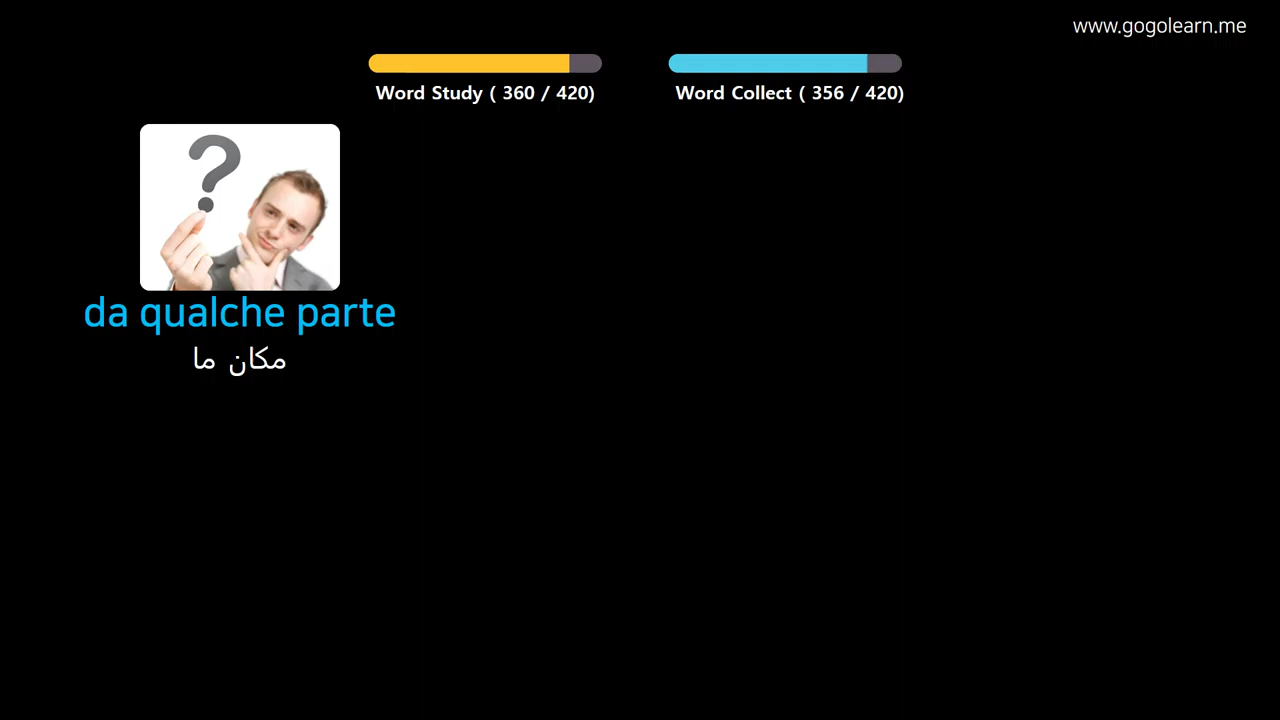 www.gogolearn.me
Word Study ( 360 / 420)
Word Collect ( 356 / 420)
da qualche parte
مكان ما